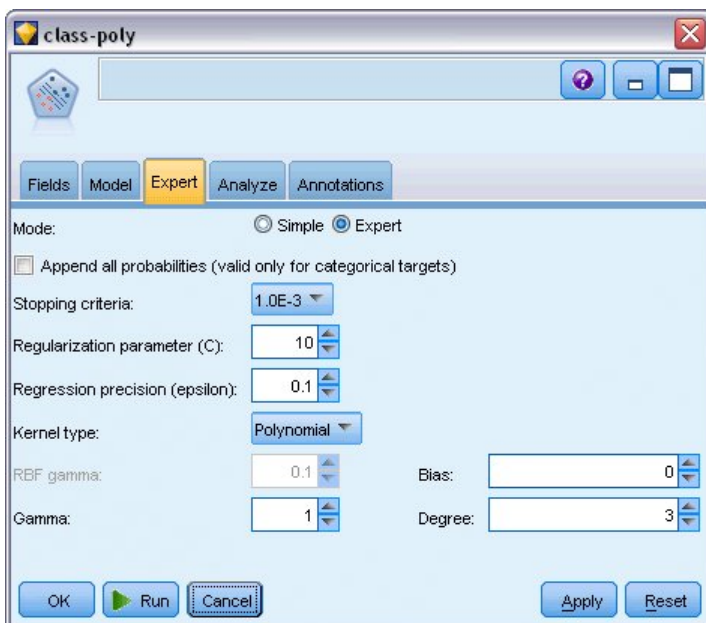 class-poly
Fields Model Expert Analyze Annotations
Mode: Simple Expert
Append all probabilities (valid only for categorical targets)
Stopping criteria: 1.0E-3
Regularization parameter (C): 10
Regression precision (epsilon): 0.1
Kernel type: Polynomial
RBF gamma: 0.1 Bias: 0
Gamma: 1 Degree: 3
OK Run Cancel Apply Reset